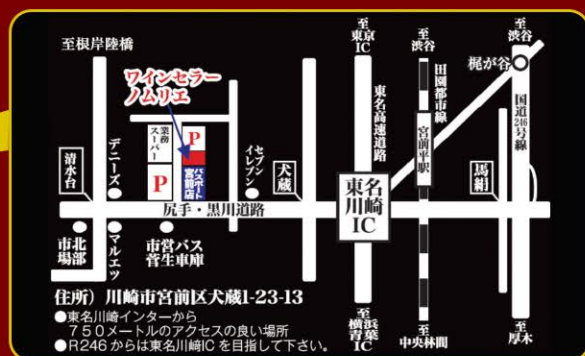 至根岸陸橋
至東京IC
至渋谷
至渋谷
ワインセラー
ノムリエ
梶が谷
東名高速道路
田園都市線
国道246号線
業務スーパー
P
P
パスポート宮前店
セブンイレブン
デニーズ
清水台
犬蔵
宮前平駅
馬絹
東名川崎IC
尻手・黒川道路
北部市場
マルエツ
市営バス
菅生車庫
住所）川崎市宮前区犬蔵1-23-13
●東名川崎インターから
７５０メートルのアクセスの良い場所
●R246からは東名川崎ICを目指して下さい。
至横浜青葉IC
至中央林間
至厚木